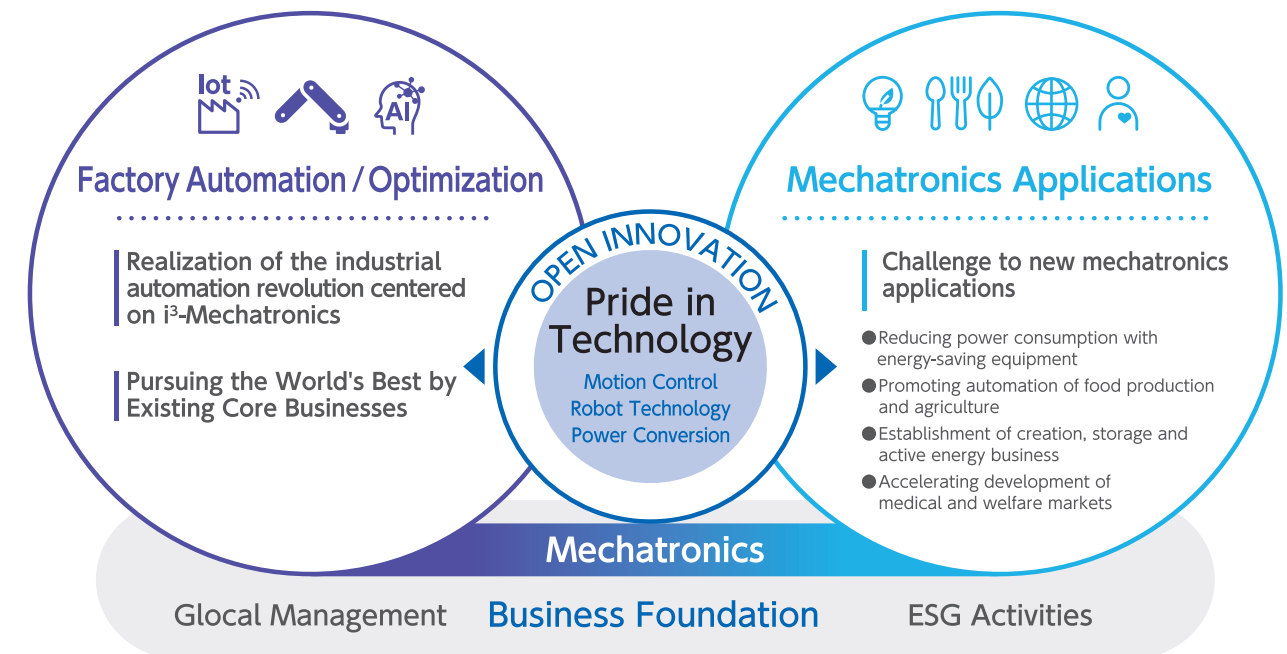 Iot
AI
Factory Automation / Optimization
Realization of the industrial
automation revolution centered
on i³-Mechatronics
Pursuing the World's Best by
Existing Core Businesses
OPEN INNOVATION
Pride in
Technology
Motion Control
Robot Technology
Power Conversion
Mechatronics Applications
Challenge to new mechatronics
applications
●Reducing power consumption with
energy-saving equipment
●Promoting automation of food production
and agriculture
●Establishment of creation, storage and
active energy business
●Accelerating development of
medical and welfare markets
Mechatronics
Glocal Management
Business Foundation
ESG Activities